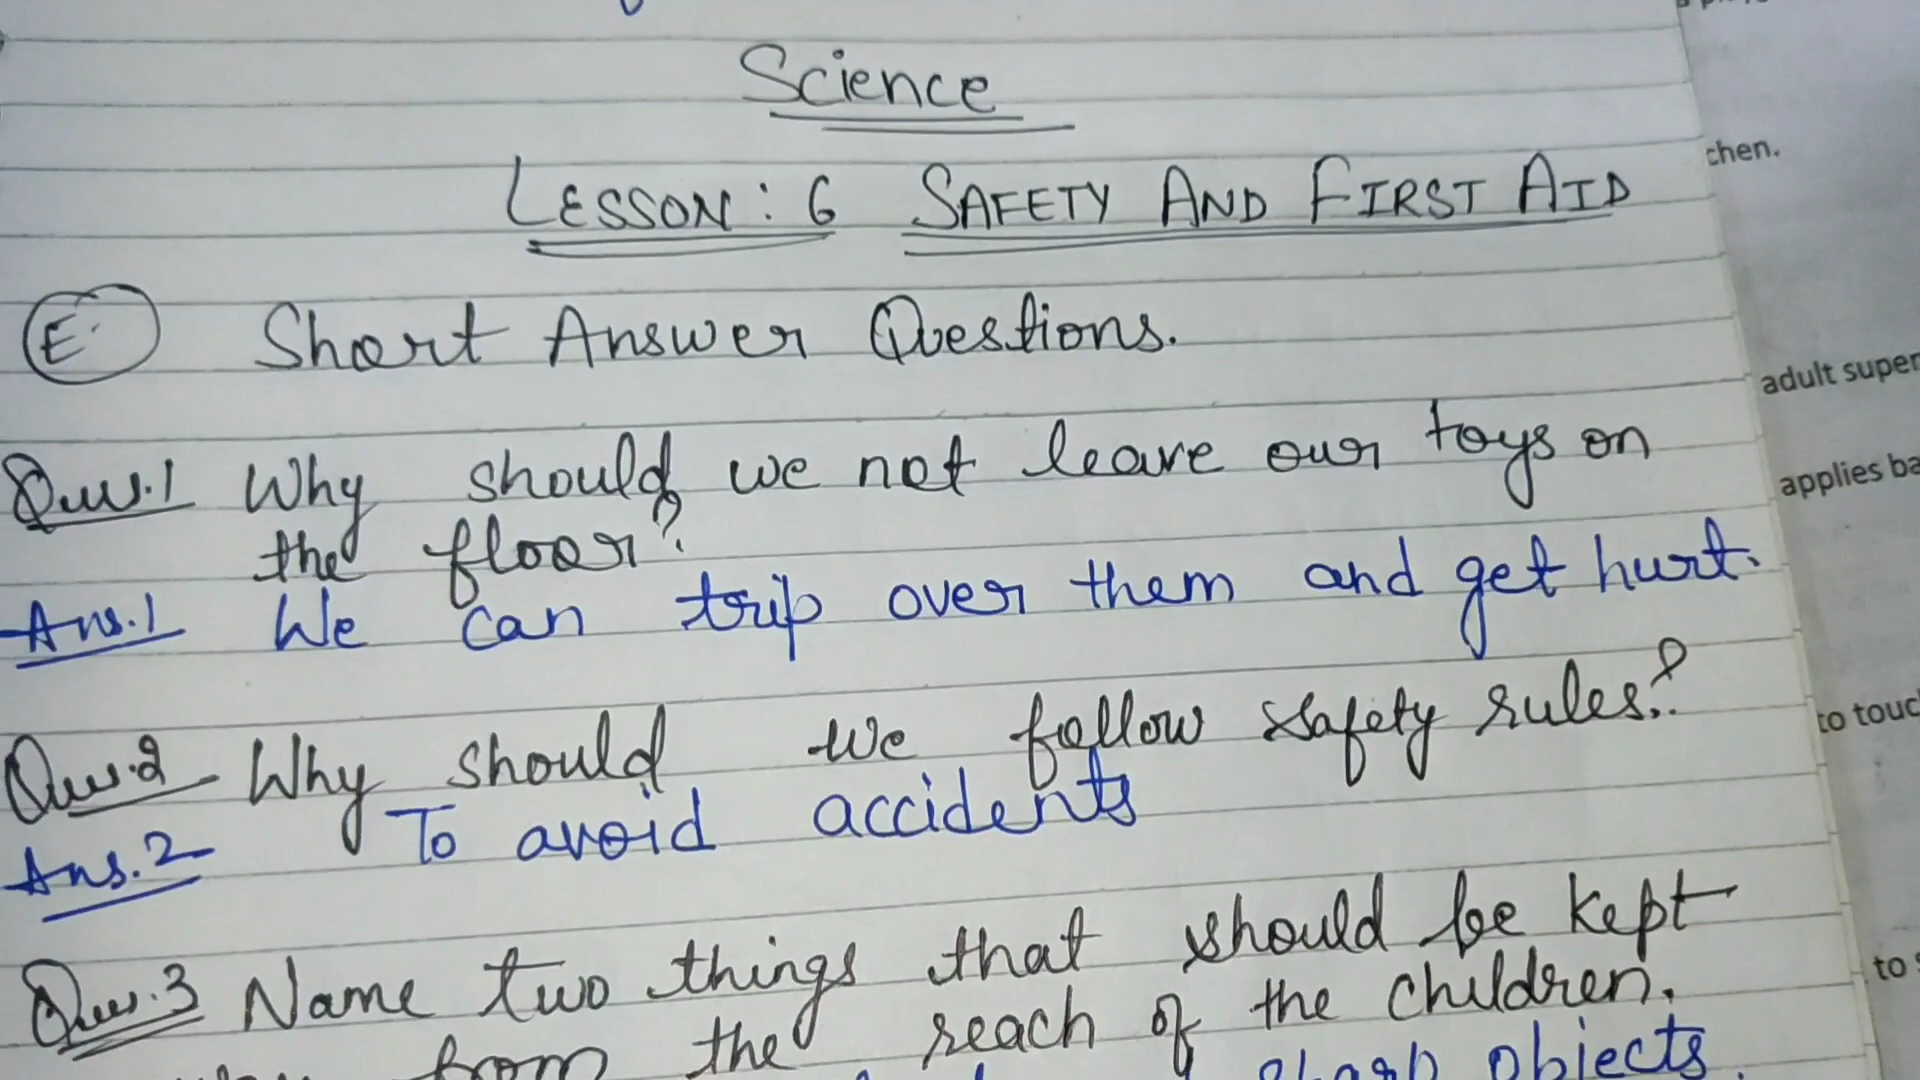 Science
LESSON: 6 SAFETY AND FIRST AID
E. Short Answer Questions.
Que.1 Why should we not leave our toys on
the floor?
Ans.1 We can trip over them and get hurt.
Que.2 Why should we follow safety rules?
Ans.2 To avoid accidents
Que.3 Name two things that should be kept
from the reach of the children.
sharp objects.
chen.
adult super
applies ba
to touc
to